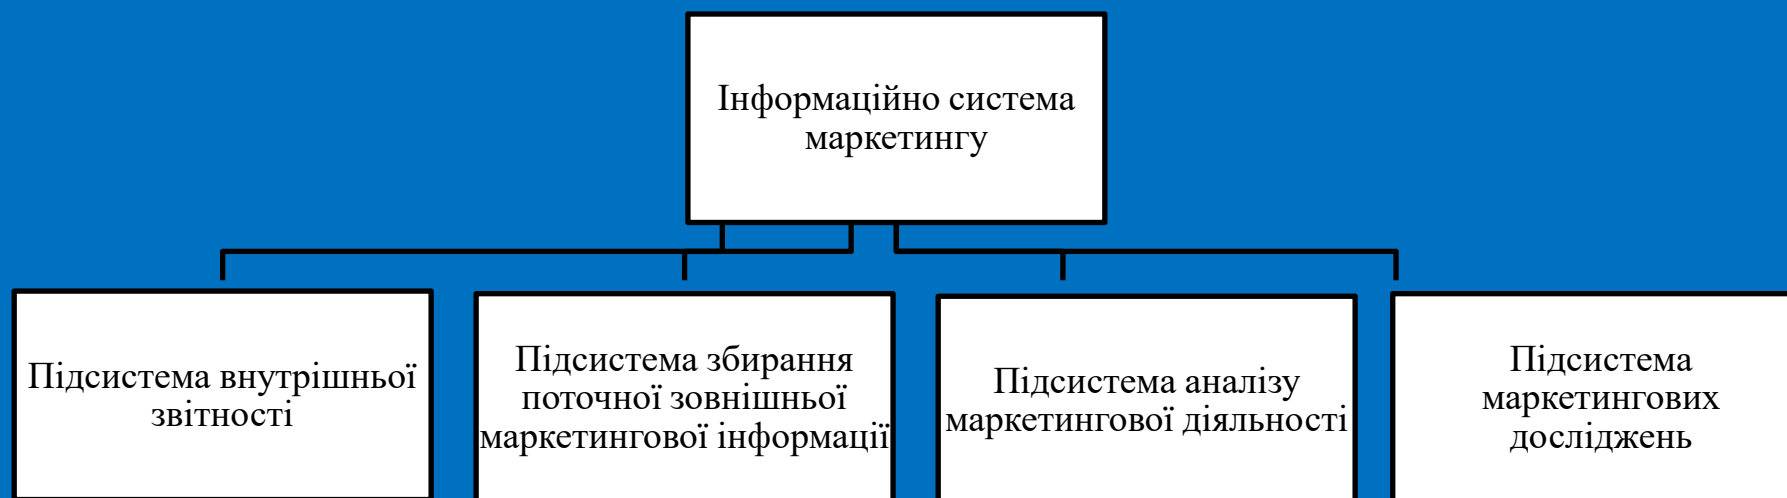 Інформаційно система
маркетингу
Підсистема внутрішньої
звітності
Підсистема збирання
поточної зовнішньої
маркетингової інформації
Підсистема аналізу
маркетингової діяльності
Підсистема
маркетингових
досліджень